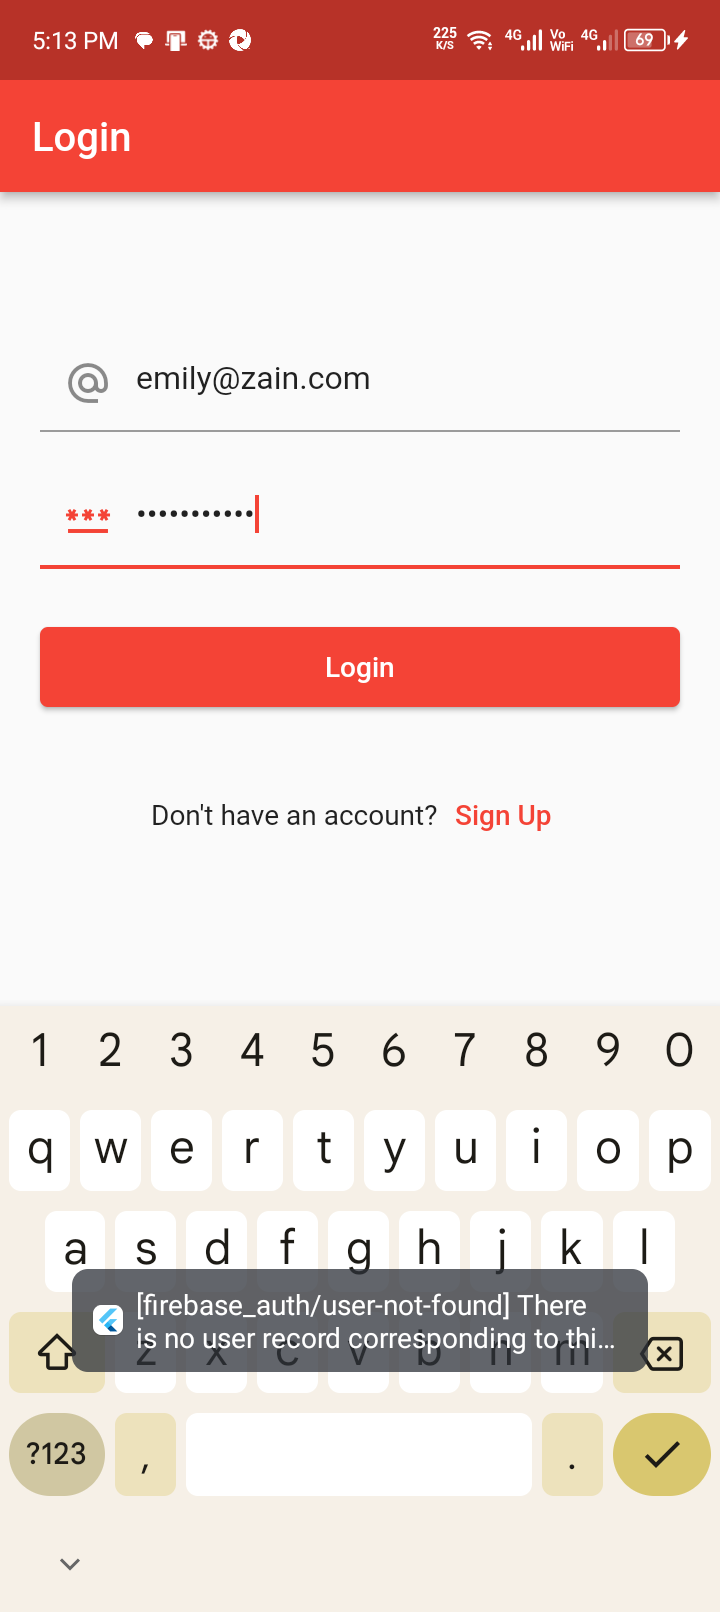 5:13 PM 225 K/S 4G Vo WiFi 4G 69
Login
emily@zain.com
***
•••••••••••
Login
Don't have an account? Sign Up
1 2 3 4 5 6 7 8 9 0
q w e r t y u i o p
a s d f g h j k l
[firebase_auth/user-not-found] There
is no user record corresponding to thi...
z x c v b n m
?123 , .